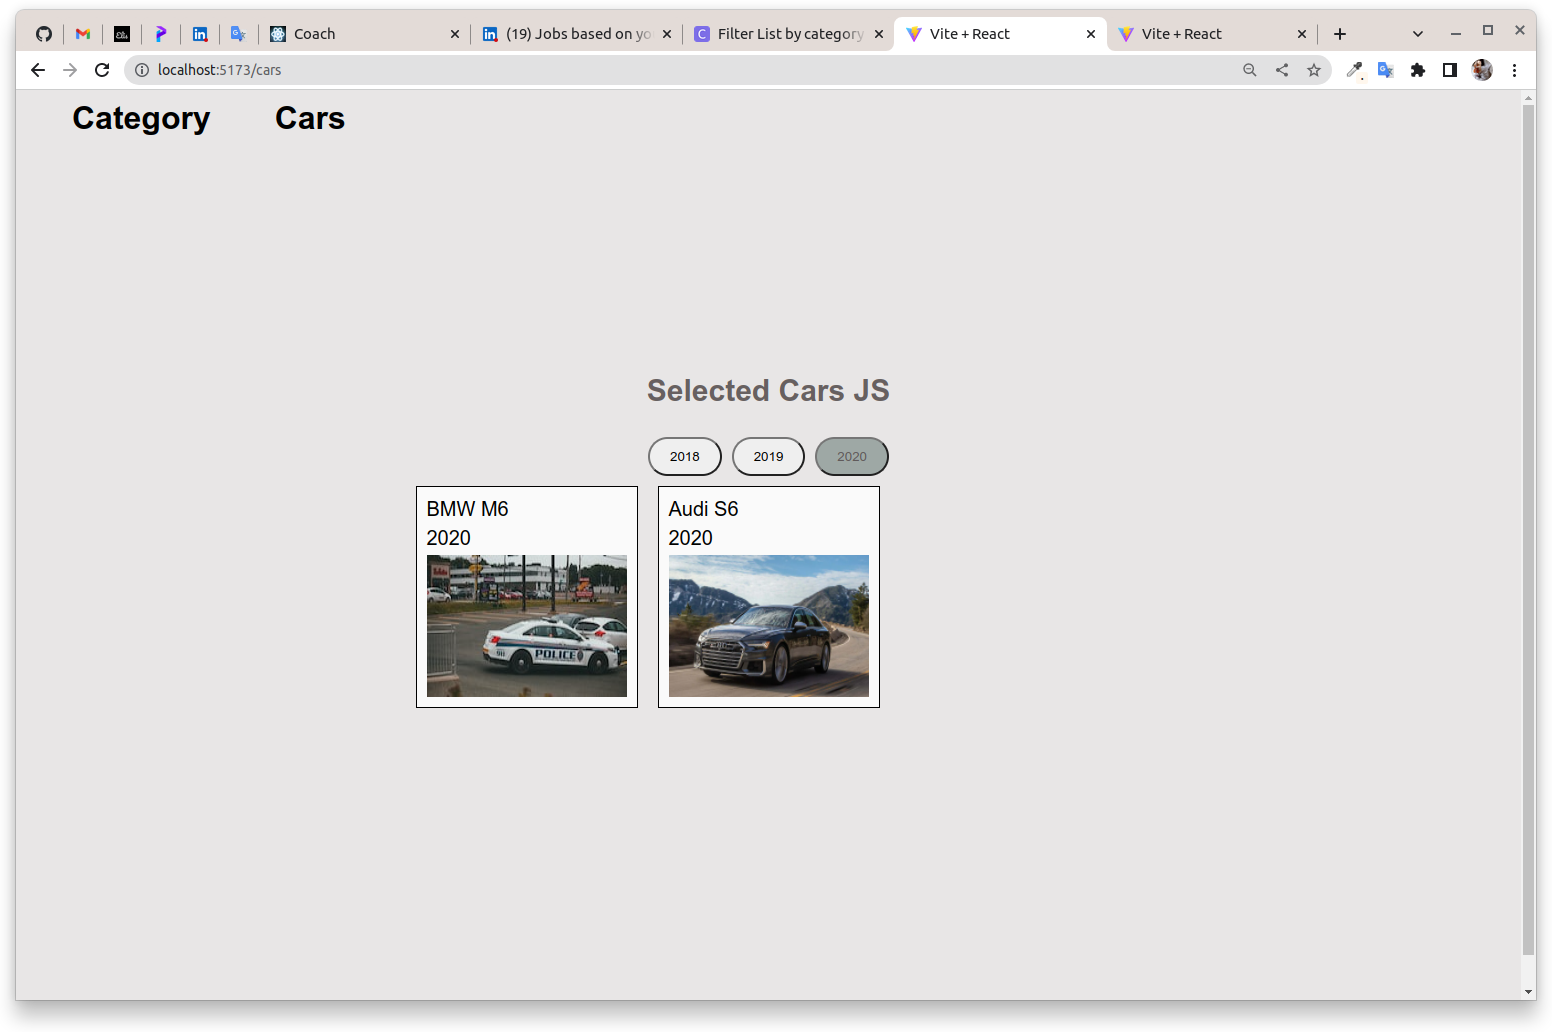 Coach
(19) Jobs based on yo
Filter List by category
Vite + React
Vite + React
localhost:5173/cars
Category Cars
Selected Cars JS
2018 2019 2020
BMW M6
2020
Audi S6
2020
POLICE